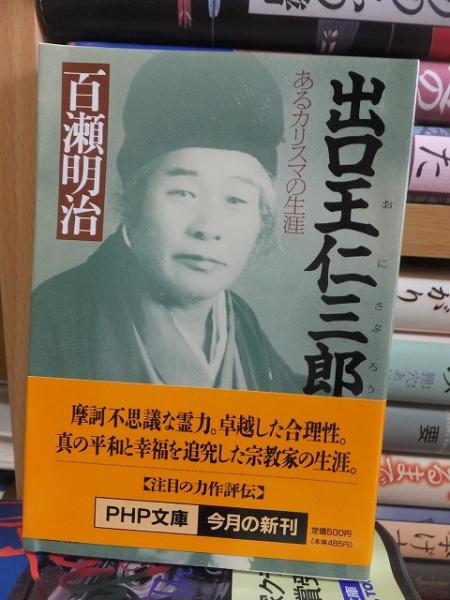 出口王仁三郎
おにさぶろう
あるカリスマの生涯
百瀬明治
摩訶不思議な霊力。卓越した合理性。
真の平和と幸福を追究した宗教家の生涯。
【注目の力作評伝】
PHP文庫
今月の新刊
定価500円
(本体485円)